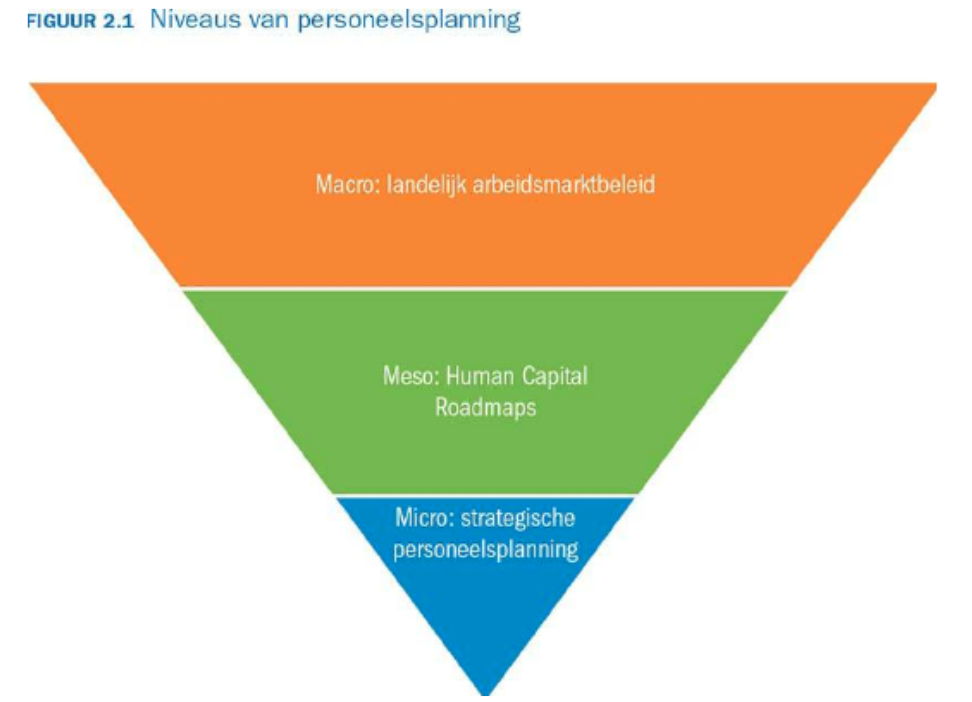 FIGUUR 2.1 Niveaus van personeelsplanning
Macro: landelijk arbeidsmarktbeleid
Meso: Human Capital
Roadmaps
Micro: strategische
personeelsplanning